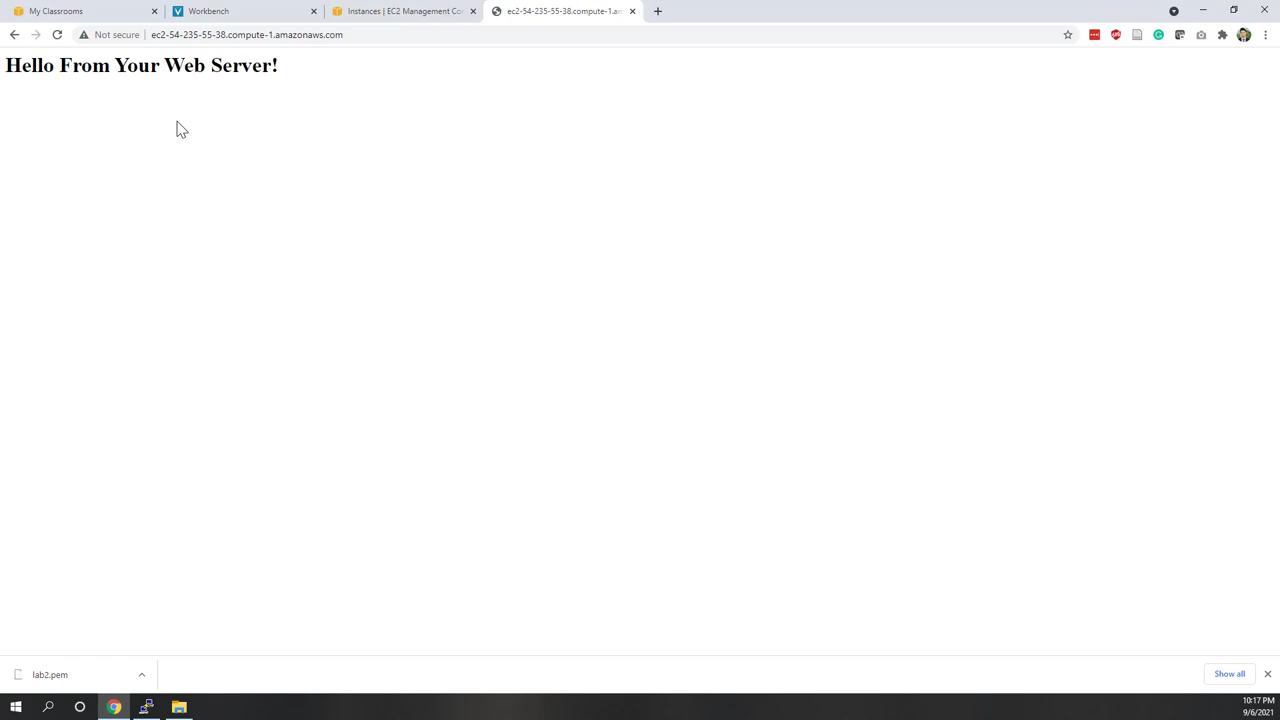 My Classrooms
Workbench
Instances | EC2 Management Co
ec2-54-235-55-38.compute-1.am
Not secure
ec2-54-235-55-38.compute-1.amazonaws.com
Hello From Your Web Server!
lab2.pem
Show all
10:17 PM
9/6/2021